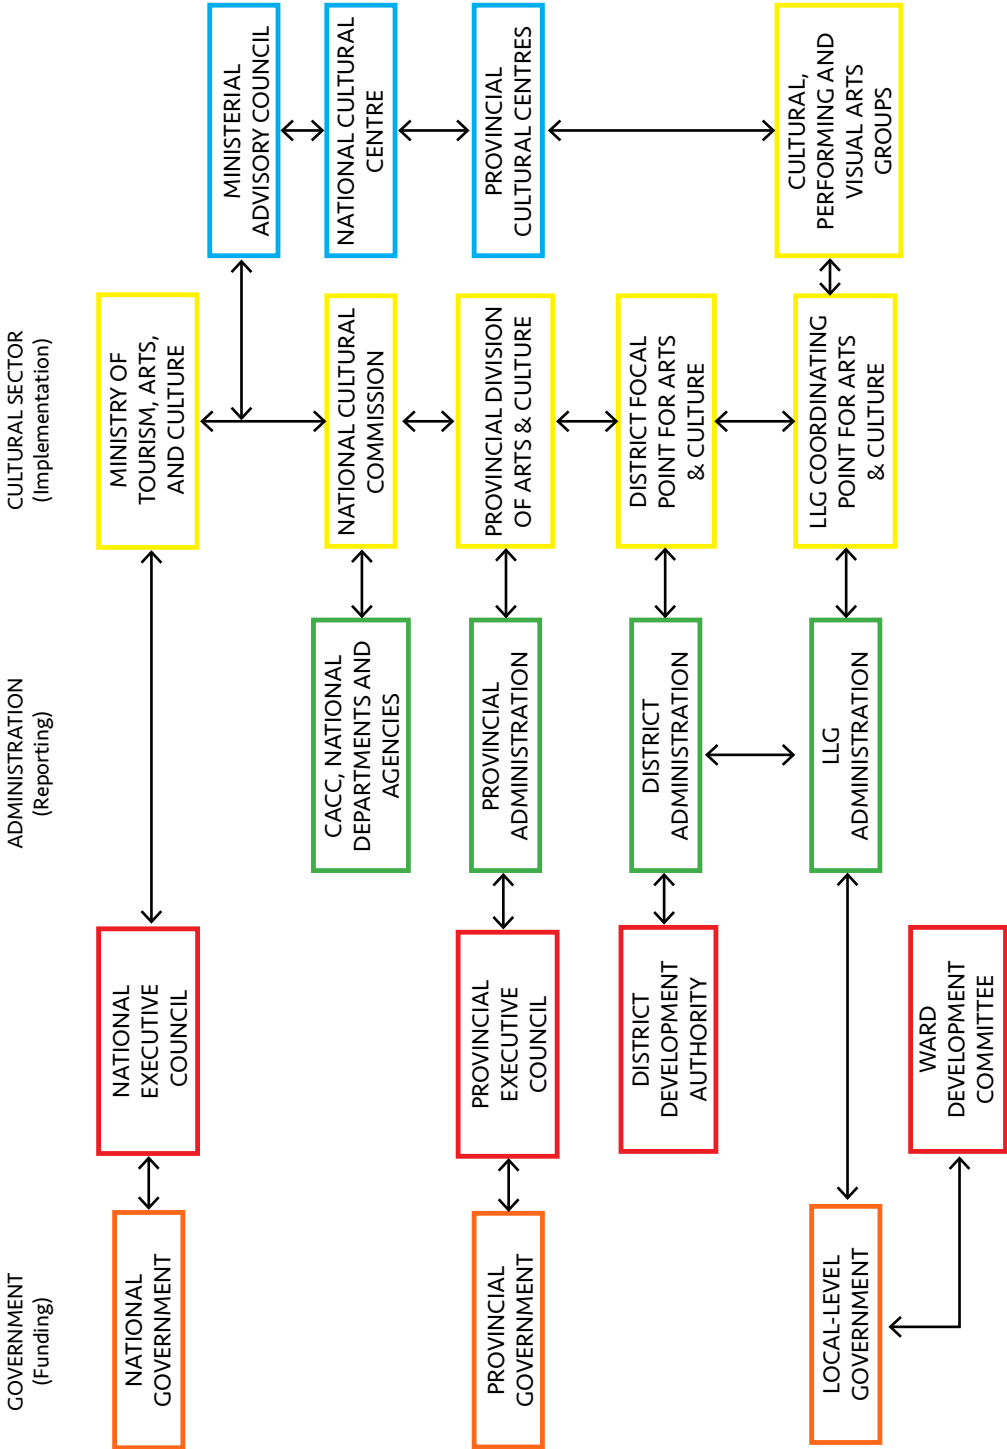 GOVERNMENT
(Funding)
ADMINISTRATION
(Reporting)
CULTURAL SECTOR
(Implementation)
NATIONAL
GOVERNMENT
NATIONAL
EXECUTIVE
COUNCIL
MINISTRY OF
TOURISM, ARTS,
AND CULTURE
MINISTERIAL
ADVISORY COUNCIL
CACC, NATIONAL
DEPARTMENTS AND
AGENCIES
NATIONAL CULTURAL
COMMISSION
NATIONAL CULTURAL
CENTRE
PROVINCIAL
GOVERNMENT
PROVINCIAL
EXECUTIVE
COUNCIL
PROVINCIAL
ADMINISTRATION
PROVINCIAL DIVISION
OF ARTS & CULTURE
PROVINCIAL
CULTURAL CENTRES
DISTRICT
DEVELOPMENT
AUTHORITY
DISTRICT
ADMINISTRATION
DISTRICT FOCAL
POINT FOR ARTS
& CULTURE
LOCAL-LEVEL
GOVERNMENT
LLG
ADMINISTRATION
LLG COORDINATING
POINT FOR ARTS
& CULTURE
CULTURAL,
PERFORMING AND
VISUAL ARTS
GROUPS
WARD
DEVELOPMENT
COMMITTEE